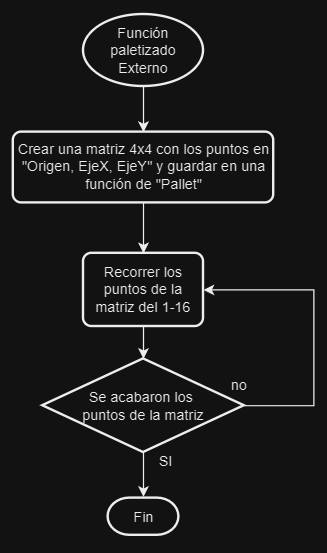 Función
paletizado
Externo
Crear una matriz 4x4 con los puntos en
"Origen, EjeX, EjeY" y guardar en una
función de "Pallet"
Recorrer los
puntos de la
matriz del 1-16
Se acabaron los
puntos de la matriz
no
SI
Fin